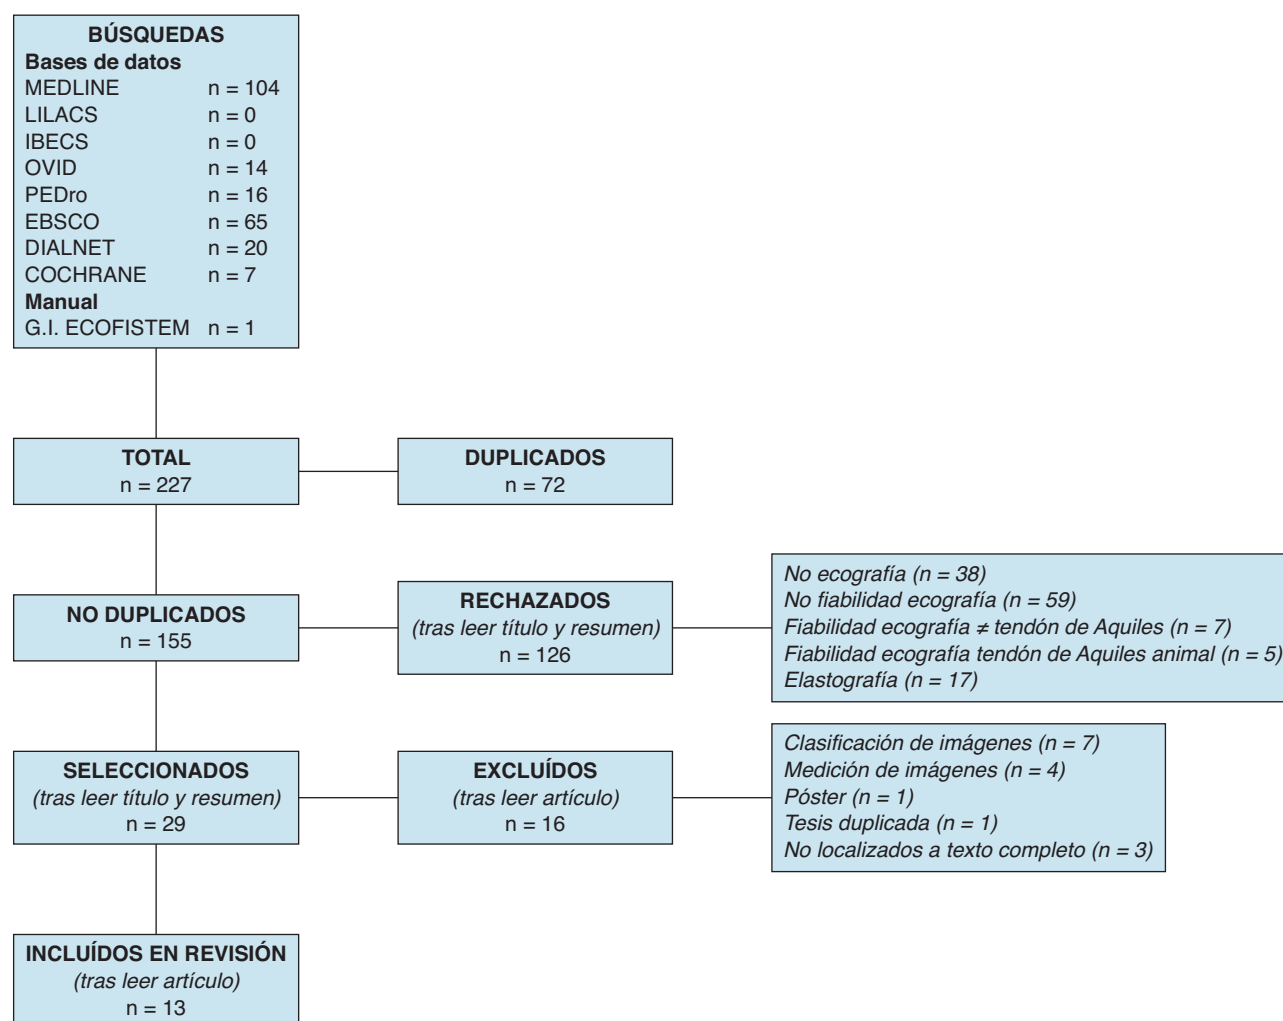 BÚSQUEDAS
Bases de datos
MEDLINE n = 104
LILACS n = 0
IBECS n = 0
OVID n = 14
PEDro n = 16
EBSCO n = 65
DIALNET n = 20
COCHRANE n = 7
Manual
G.I. ECOFISTEM n = 1
TOTAL
n = 227
DUPLICADOS
n = 72
NO DUPLICADOS
n = 155
RECHAZADOS
(tras leer título y resumen)
n = 126
No ecografía (n = 38)
No fiabilidad ecografía (n = 59)
Fiabilidad ecografía ≠ tendón de Aquiles (n = 7)
Fiabilidad ecografía tendón de Aquiles animal (n = 5)
Elastografía (n = 17)
SELECCIONADOS
(tras leer título y resumen)
n = 29
EXCLUÍDOS
(tras leer artículo)
n = 16
Clasificación de imágenes (n = 7)
Medición de imágenes (n = 4)
Póster (n = 1)
Tesis duplicada (n = 1)
No localizados a texto completo (n = 3)
INCLUÍDOS EN REVISIÓN
(tras leer artículo)
n = 13